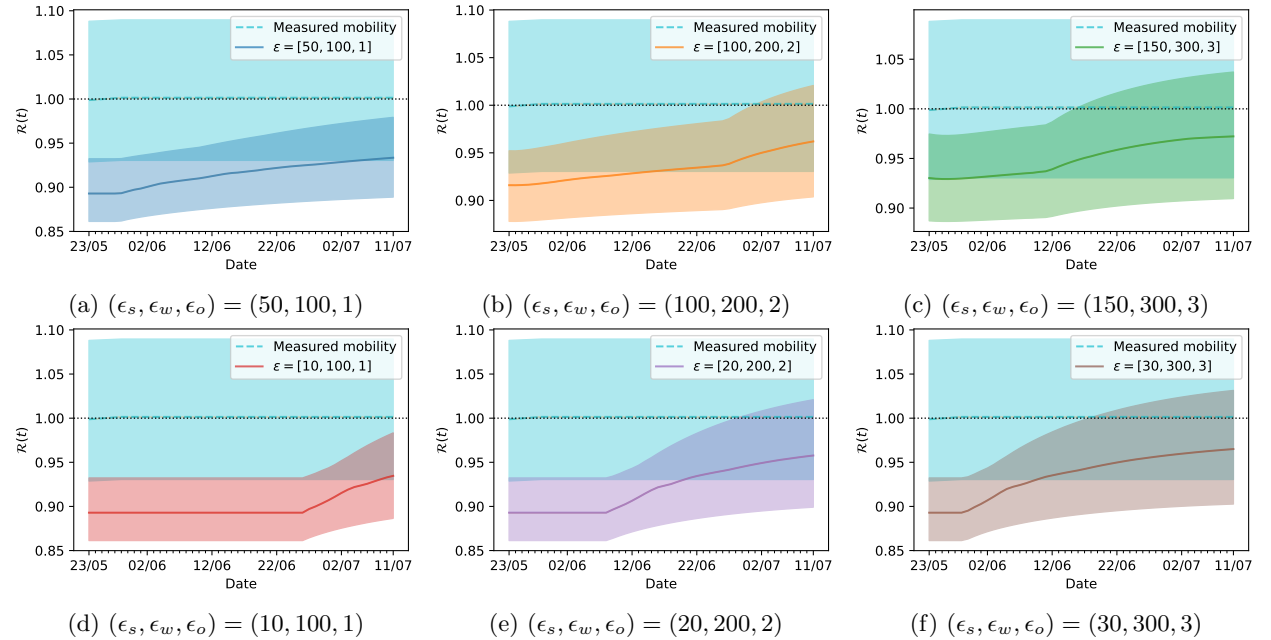 1.10
1.05
1.00
0.95
0.90
0.85
R(t)
Measured mobility
ε = [50, 100, 1]
23/05 02/06 12/06 22/06 02/07 11/07
Date
(a) (ϵs, ϵw, ϵo) = (50, 100, 1)
1.10
1.05
1.00
0.95
0.90
R(t)
Measured mobility
ε = [100, 200, 2]
23/05 02/06 12/06 22/06 02/07 11/07
Date
(b) (ϵs, ϵw, ϵo) = (100, 200, 2)
1.05
1.00
0.95
0.90
R(t)
Measured mobility
ε = [150, 300, 3]
23/05 02/06 12/06 22/06 02/07 11/07
Date
(c) (ϵs, ϵw, ϵo) = (150, 300, 3)
1.10
1.05
1.00
0.95
0.90
0.85
R(t)
Measured mobility
ε = [10, 100, 1]
23/05 02/06 12/06 22/06 02/07 11/07
Date
(d) (ϵs, ϵw, ϵo) = (10, 100, 1)
1.10
1.05
1.00
0.95
0.90
0.85
R(t)
Measured mobility
ε = [20, 200, 2]
23/05 02/06 12/06 22/06 02/07 11/07
Date
(e) (ϵs, ϵw, ϵo) = (20, 200, 2)
1.10
1.05
1.00
0.95
0.90
0.85
R(t)
Measured mobility
ε = [30, 300, 3]
23/05 02/06 12/06 22/06 02/07 11/07
Date
(f) (ϵs, ϵw, ϵo) = (30, 300, 3)